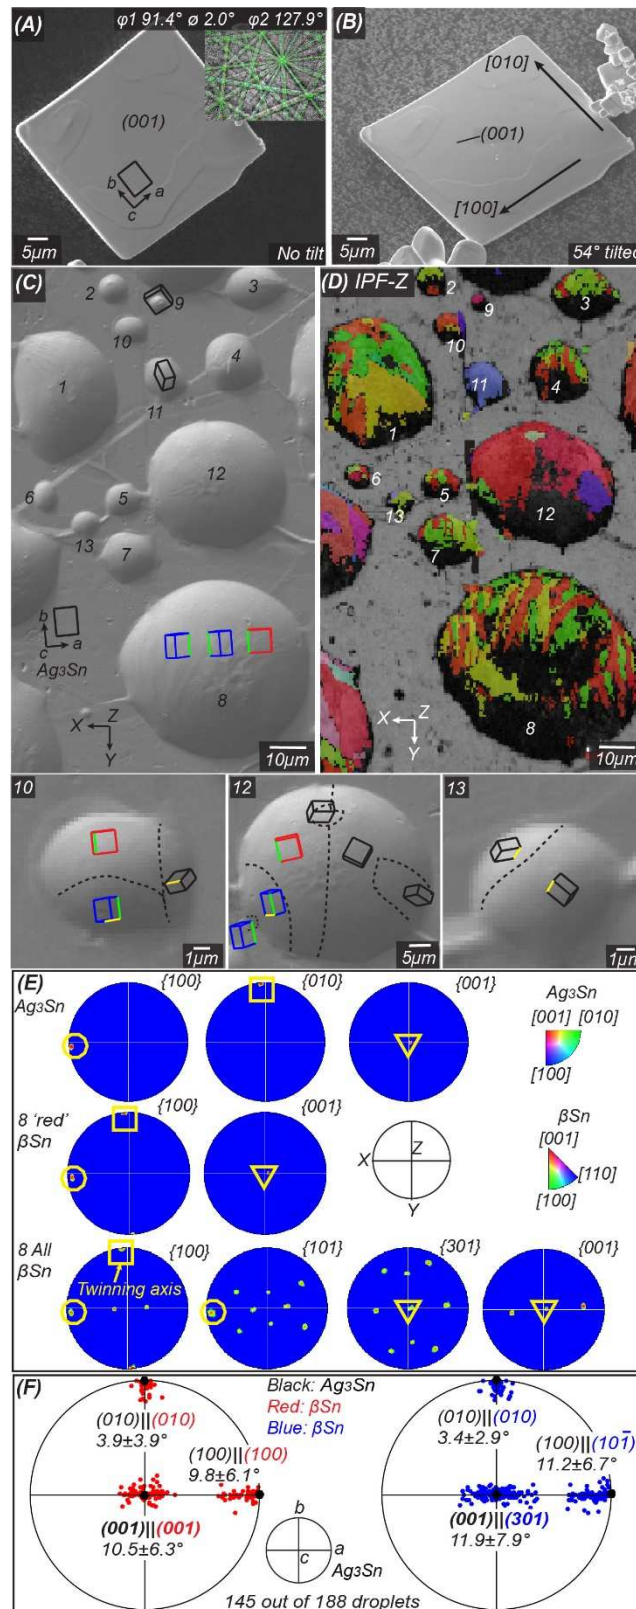 (A) φ1 91.4° ø 2.0° φ2 127.9°
(001)
b
a
c
5μm
No tilt
(B)
[010]
(001)
[100]
5μm
54° tilted
(C)
2
9
3
10
4
1
11
12
6
5
13
7
b
c
a
Ag3Sn
8
X
Z
Y
10μm
(D) IPF-Z
2
9
3
10
11
4
1
6
5
12
13
7
8
X
Z
Y
10μm
10
1μm
12
5μm
13
1μm
(E)
{100}
{010}
{001}
Ag3Sn
Ag3Sn
[001] [010]
[100]
8 'red'
βSn
{100}
{001}
X
Z
Y
βSn
[001]
[110]
[100]
8 All
βSn
{100}
{101}
{301}
{001}
Twinning axis
(F)
Black: Ag3Sn
Red: βSn
Blue: βSn
(010)||(010)
3.9±3.9°
(100)||(100)
9.8±6.1°
(001)||(001)
10.5±6.3°
(010)||(010)
3.4±2.9°
(100)||(101̄)
11.2±6.7°
(001)||(301)
11.9±7.9°
b
a
c
Ag3Sn
145 out of 188 droplets